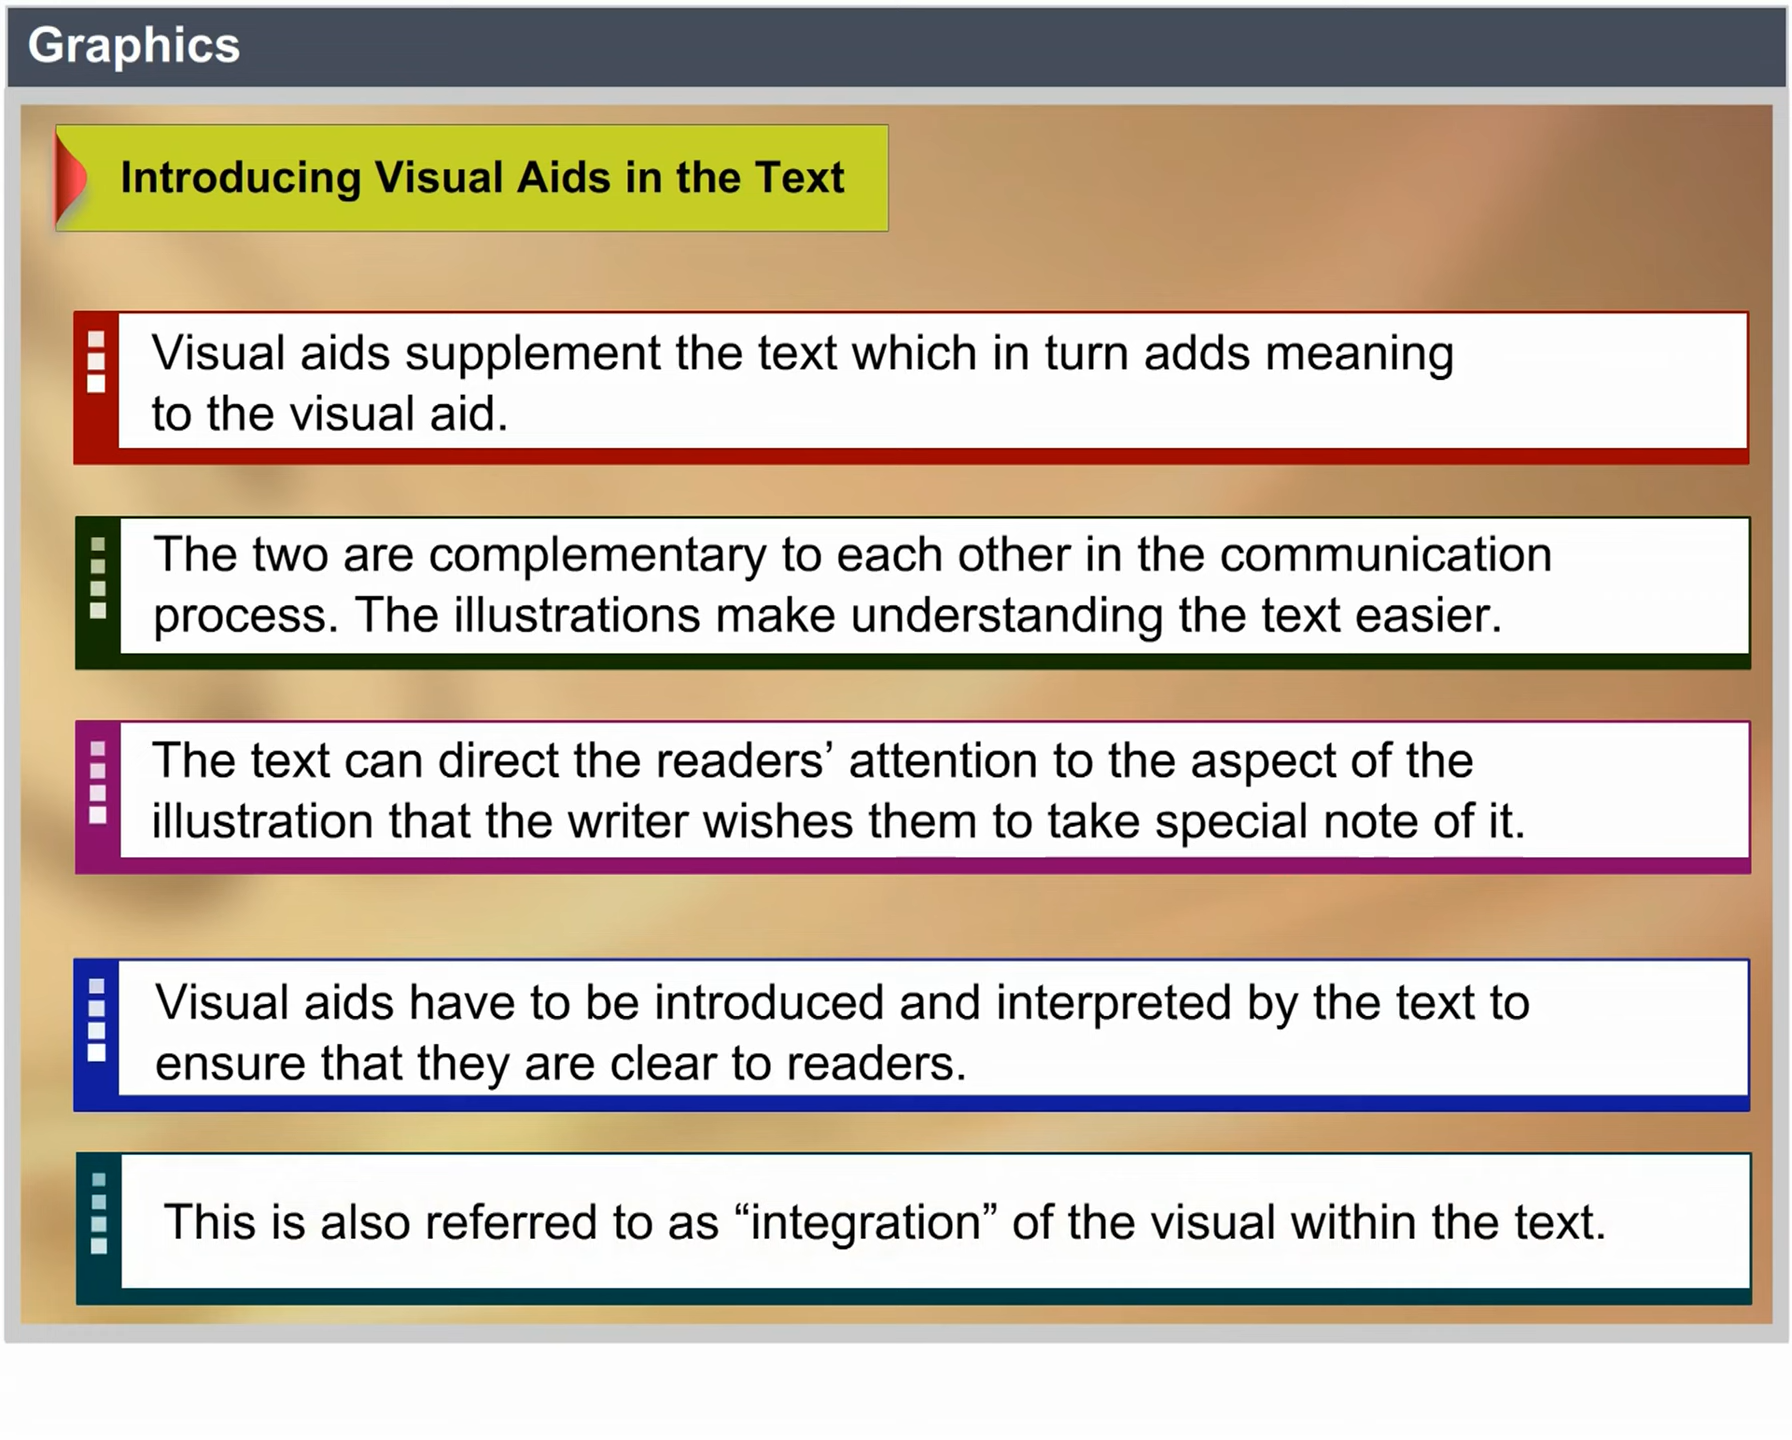 Graphics
Introducing Visual Aids in the Text
Visual aids supplement the text which in turn adds meaning
to the visual aid.
The two are complementary to each other in the communication
process. The illustrations make understanding the text easier.
The text can direct the readers’ attention to the aspect of the
illustration that the writer wishes them to take special note of it.
Visual aids have to be introduced and interpreted by the text to
ensure that they are clear to readers.
This is also referred to as “integration” of the visual within the text.